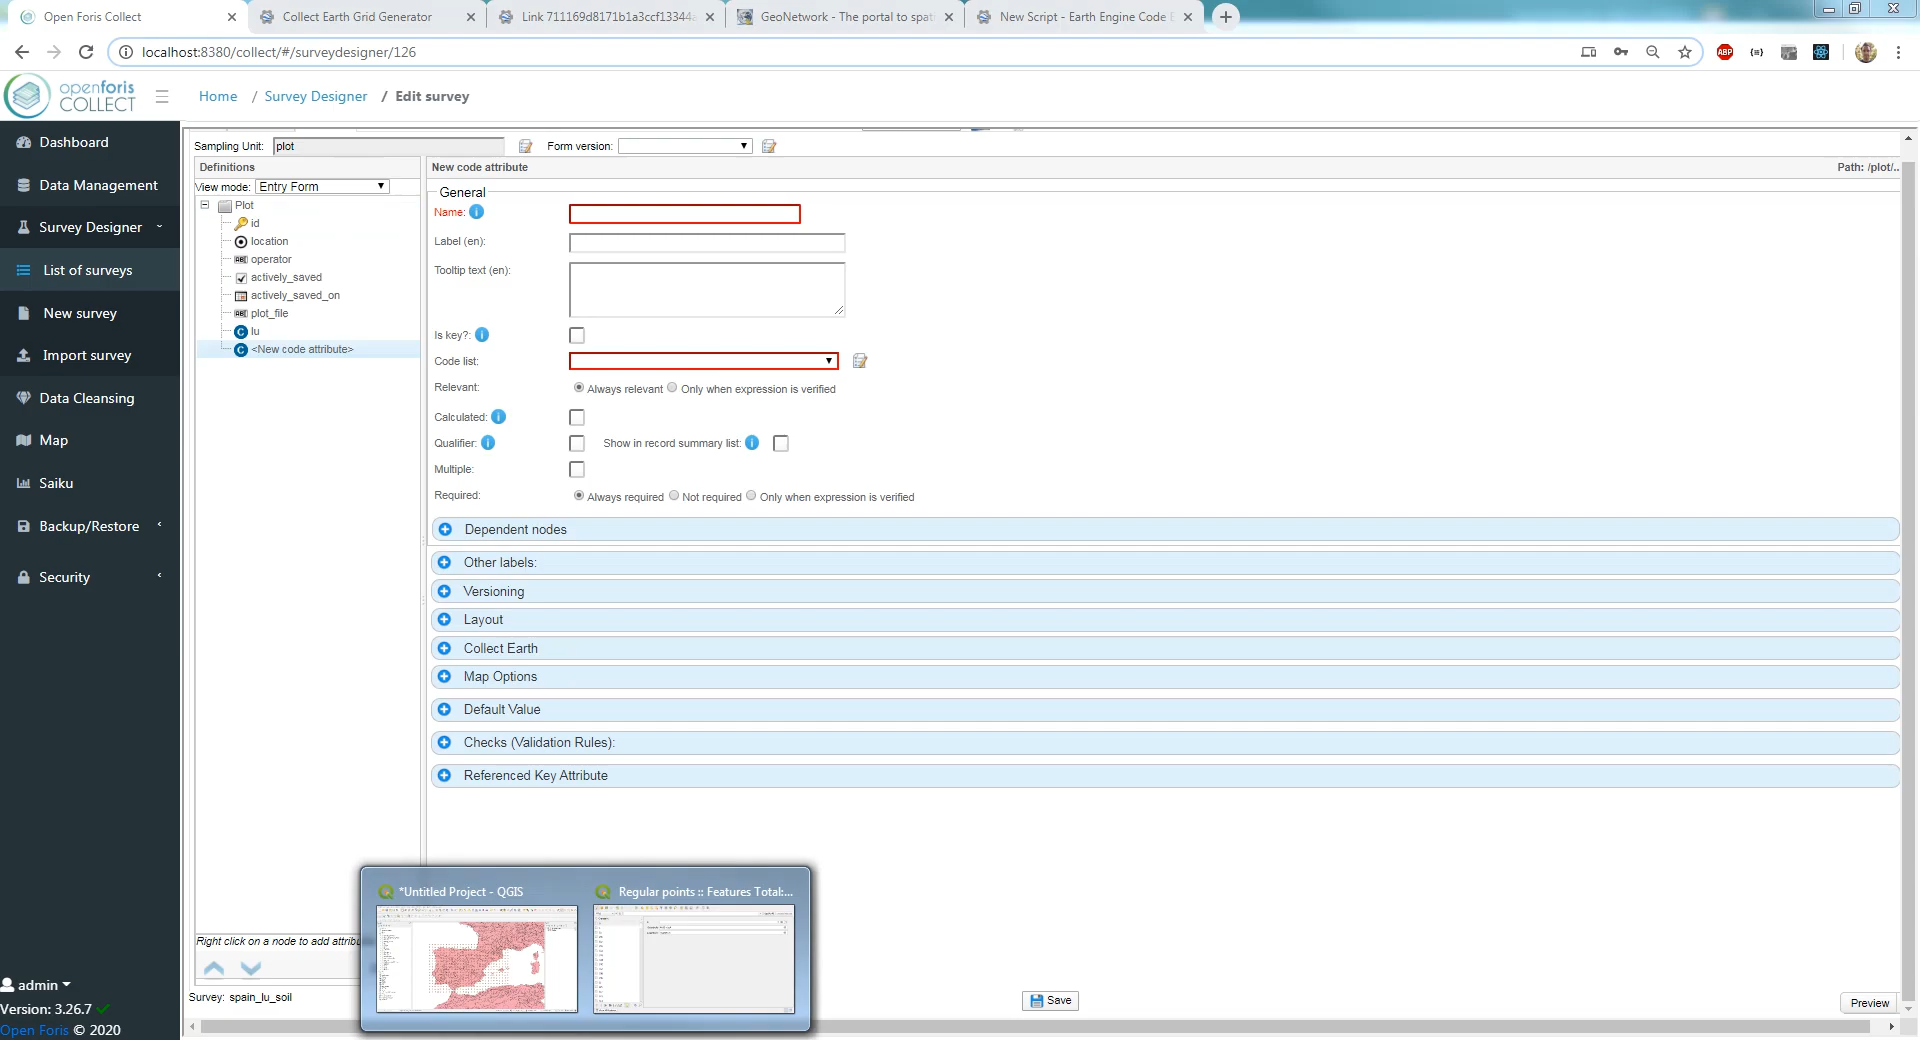 Open Foris Collect
Collect Earth Grid Generator
Link 711169d8171b1a3ccf13344
GeoNetwork - The portal to spat
New Script - Earth Engine Code E
localhost:8380/collect/#/surveydesigner/126
ABP
openforis
COLLECT
Home / Survey Designer / Edit survey
Dashboard
Data Management
Survey Designer
List of surveys
New survey
Import survey
Data Cleansing
Map
Saiku
Backup/Restore
Security
admin
Version: 3.26.7
Open Foris © 2020
Sampling Unit: plot
Form version:
Definitions
View mode: Entry Form
Plot
id
location
operator
actively_saved
actively_saved_on
plot_file
lu
<New code attribute>
Right click on a node to add attribu
Survey: spain_lu_soil
New code attribute
Path: /plot/..
General
Name:
Label (en):
Tooltip text (en):
Is key?:
Code list:
Relevant: Always relevant Only when expression is verified
Calculated:
Qualifier: Show in record summary list:
Multiple:
Required: Always required Not required Only when expression is verified
Dependent nodes
Other labels:
Versioning
Layout
Collect Earth
Map Options
Default Value
Checks (Validation Rules):
Referenced Key Attribute
*Untitled Project - QGIS
Regular points :: Features Total:...
Save
Preview